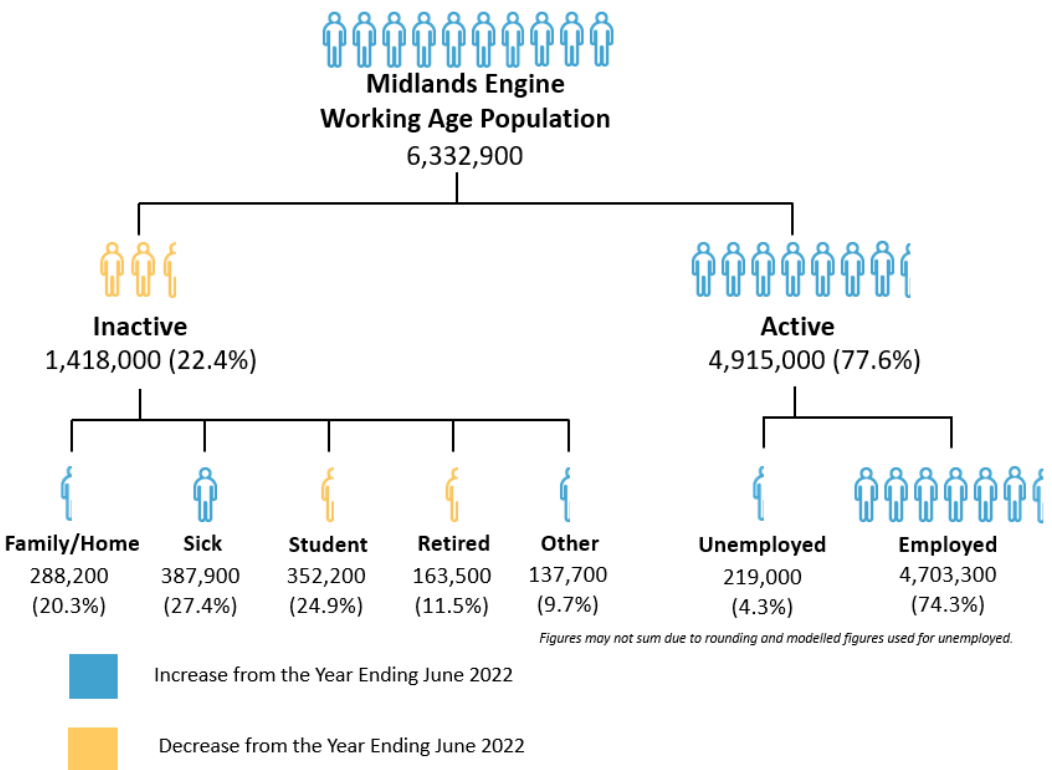 Midlands Engine
Working Age Population
6,332,900
Inactive
1,418,000 (22.4%)
Active
4,915,000 (77.6%)
Family/Home
288,200
(20.3%)
Sick
387,900
(27.4%)
Student
352,200
(24.9%)
Retired
163,500
(11.5%)
Other
137,700
(9.7%)
Unemployed
219,000
(4.3%)
Employed
4,703,300
(74.3%)
Figures may not sum due to rounding and modelled figures used for unemployed.
Increase from the Year Ending June 2022
Decrease from the Year Ending June 2022